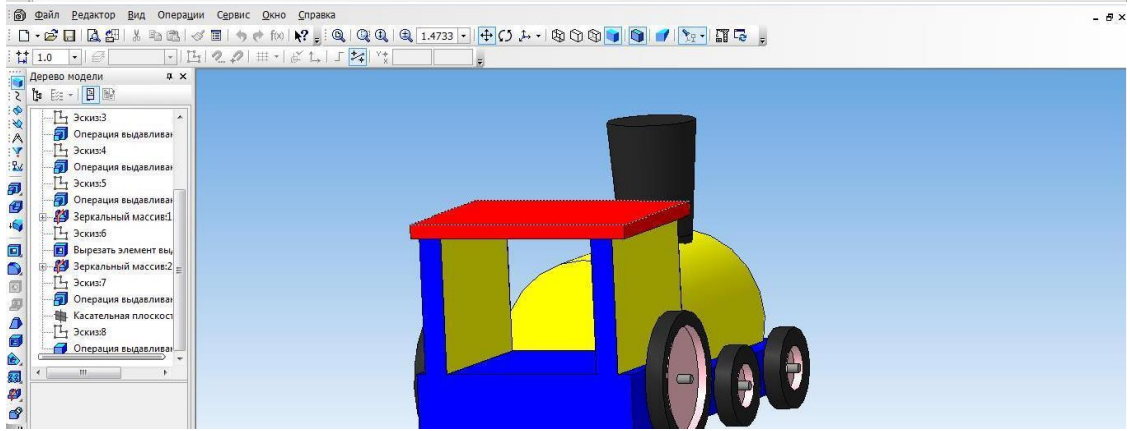 Файл Редактор Вид Операции Сервис Окно Справка
1.4733
1.0
Дерево модели
Эскиз:3
Операция выдавливан
Эскиз:4
Операция выдавливан
Эскиз:5
Операция выдавливан
Зеркальный массив:1
Эскиз:6
Вырезать элемент выд
Зеркальный массив:2
Эскиз:7
Операция выдавливан
Касательная плоскост
Эскиз:8
Операция выдавливан